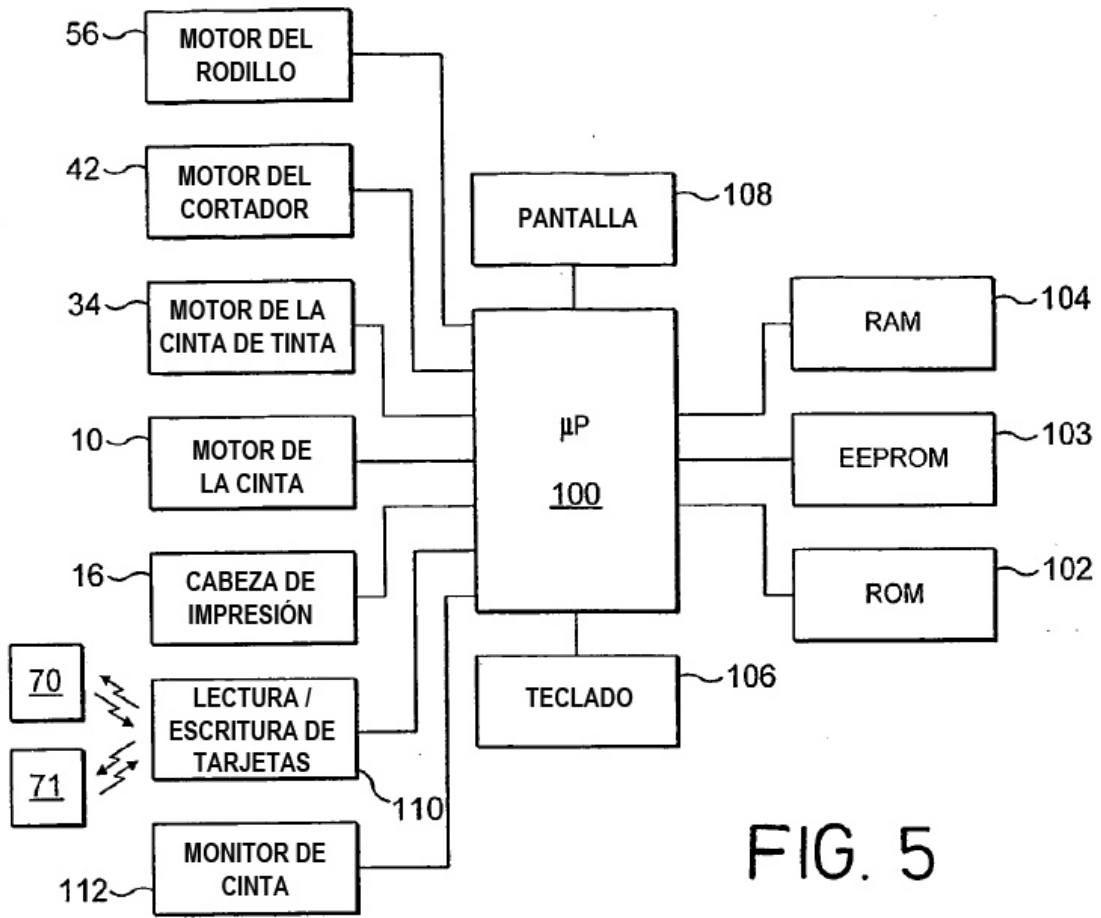 56
MOTOR DEL
RODILLO
42
MOTOR DEL
CORTADOR
34
MOTOR DE LA
CINTA DE TINTA
10
MOTOR DE
LA CINTA
16
CABEZA DE
IMPRESIÓN
70
71
LECTURA /
ESCRITURA DE
TARJETAS
110
MONITOR DE
CINTA
112
PANTALLA
108
µP
100
TECLADO
106
RAM
104
EEPROM
103
ROM
102
FIG. 5